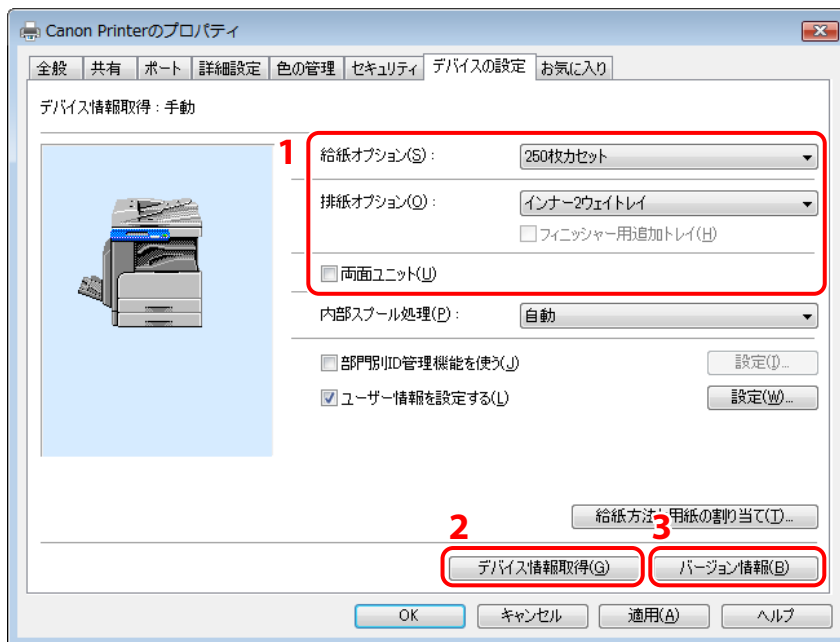 Canon Printerのプロパティ
全般 共有 ポート 詳細設定 色の管理 セキュリティ デバイスの設定 お気に入り
デバイス情報取得：手動
1
給紙オプション(S)： 250枚カセット
排紙オプション(O)： インナー2ウェイトレイ
フィニッシャー用追加トレイ(H)
両面ユニット(U)
内部スプール処理(P)： 自動
部門別ID管理機能を使う(J) 設定(I)...
ユーザー情報を設定する(L) 設定(W)...
給紙方法 用紙の割り当て(T)...
2 3
デバイス情報取得(G) バージョン情報(B)
OK キャンセル 適用(A) ヘルプ